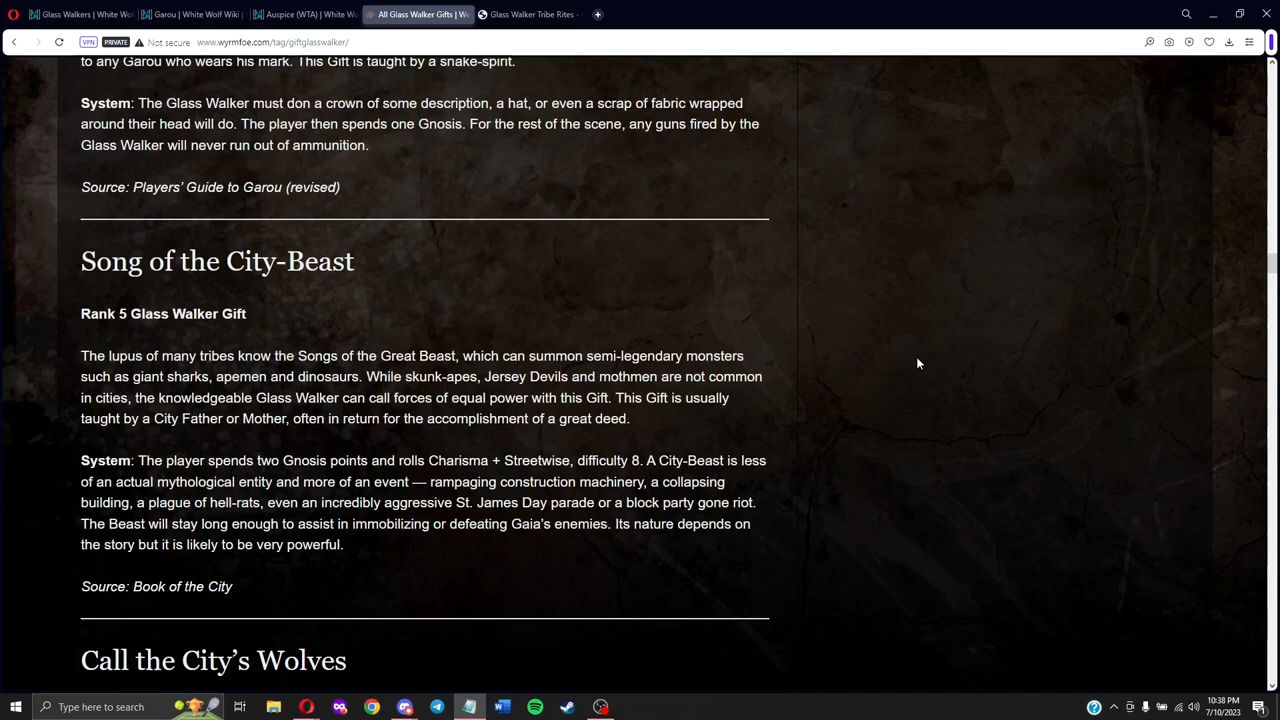 Glass Walkers | White Wol
Garou | White Wolf Wiki |
Auspice (WTA) | White Wo
All Glass Walker Gifts | We
Glass Walker Tribe Rites -
VPN PRIVATE Not secure www.wyrmfoe.com/tag/giftglasswalker/
to any Garou who wears his mark. This Gift is taught by a snake-spirit.
System: The Glass Walker must don a crown of some description, a hat, or even a scrap of fabric wrapped
around their head will do. The player then spends one Gnosis. For the rest of the scene, any guns fired by the
Glass Walker will never run out of ammunition.
Source: Players’ Guide to Garou (revised)
Song of the City-Beast
Rank 5 Glass Walker Gift
The lupus of many tribes know the Songs of the Great Beast, which can summon semi-legendary monsters
such as giant sharks, apemen and dinosaurs. While skunk-apes, Jersey Devils and mothmen are not common
in cities, the knowledgeable Glass Walker can call forces of equal power with this Gift. This Gift is usually
taught by a City Father or Mother, often in return for the accomplishment of a great deed.
System: The player spends two Gnosis points and rolls Charisma + Streetwise, difficulty 8. A City-Beast is less
of an actual mythological entity and more of an event — rampaging construction machinery, a collapsing
building, a plague of hell-rats, even an incredibly aggressive St. James Day parade or a block party gone riot.
The Beast will stay long enough to assist in immobilizing or defeating Gaia’s enemies. Its nature depends on
the story but it is likely to be very powerful.
Source: Book of the City
Call the City’s Wolves
Type here to search
10:38 PM
7/10/2023